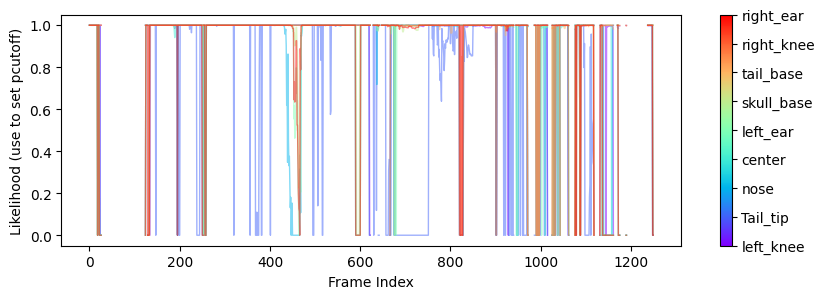 Likelihood (use to set pcutoff)
1.0
0.8
0.6
0.4
0.2
0.0
0
200
400
600
800
1000
1200
Frame Index
right_ear
right_knee
tail_base
skull_base
left_ear
center
nose
Tail_tip
left_knee